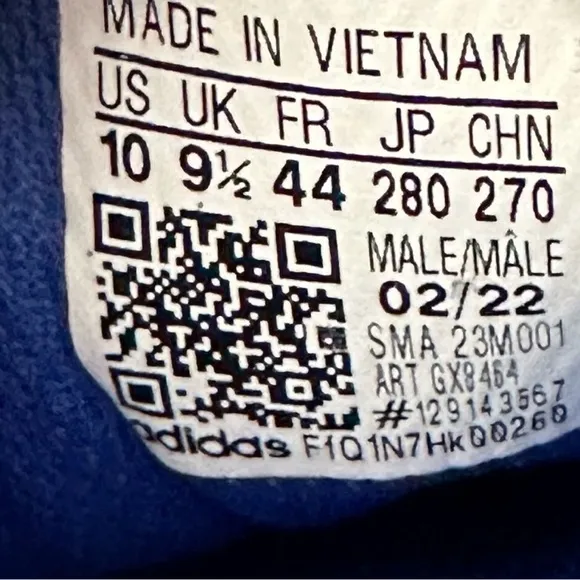 MADE IN VIETNAM
US UK FR JP CHN
10 9½ 44 280 270
MALE/MÂLE
02/22
SMA 23M001
ART GX8464
#129143567
adidas F1Q1N7Hk00260